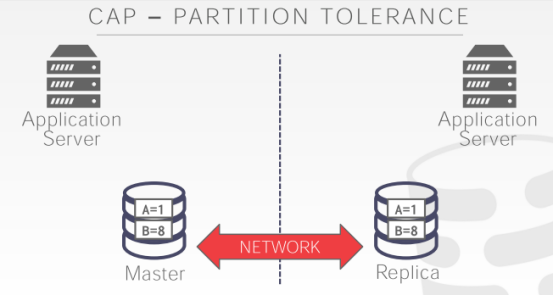 CAP – PARTITION TOLERANCE
Application
Server
Application
Server
A=1
B=8
A=1
B=8
NETWORK
Master
Replica